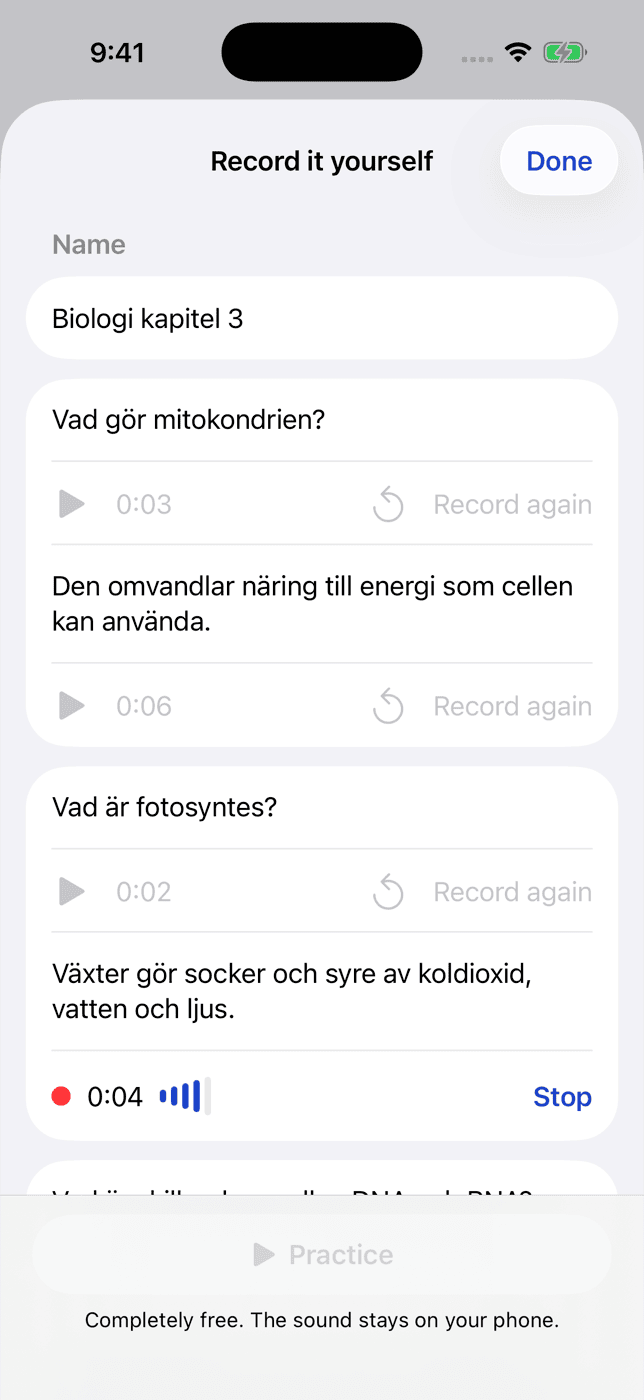 9:41
Record it yourself
Done
Name
Biologi kapitel 3
Vad gör mitokondrien?
0:03
Record again
Den omvandlar näring till energi som cellen
kan använda.
0:06
Record again
Vad är fotosyntes?
0:02
Record again
Växter gör socker och syre av koldioxid,
vatten och ljus.
0:04
Stop
DNA och RNA?
Practice
Completely free. The sound stays on your phone.